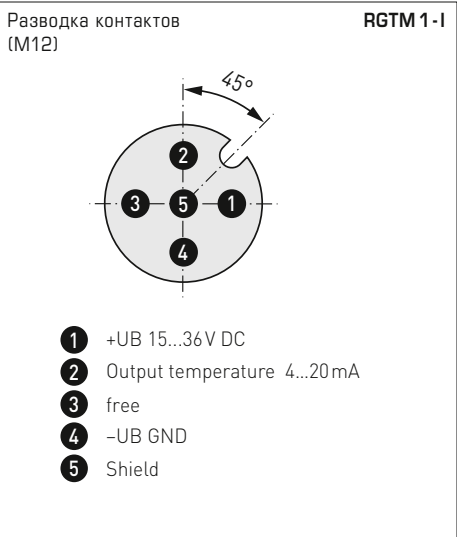 Разводка контактов RGTM 1 - I
(M12)
45°
2
3 5 1
4
1 +UB 15...36 V DC
2 Output temperature 4...20 mA
3 free
4 –UB GND
5 Shield